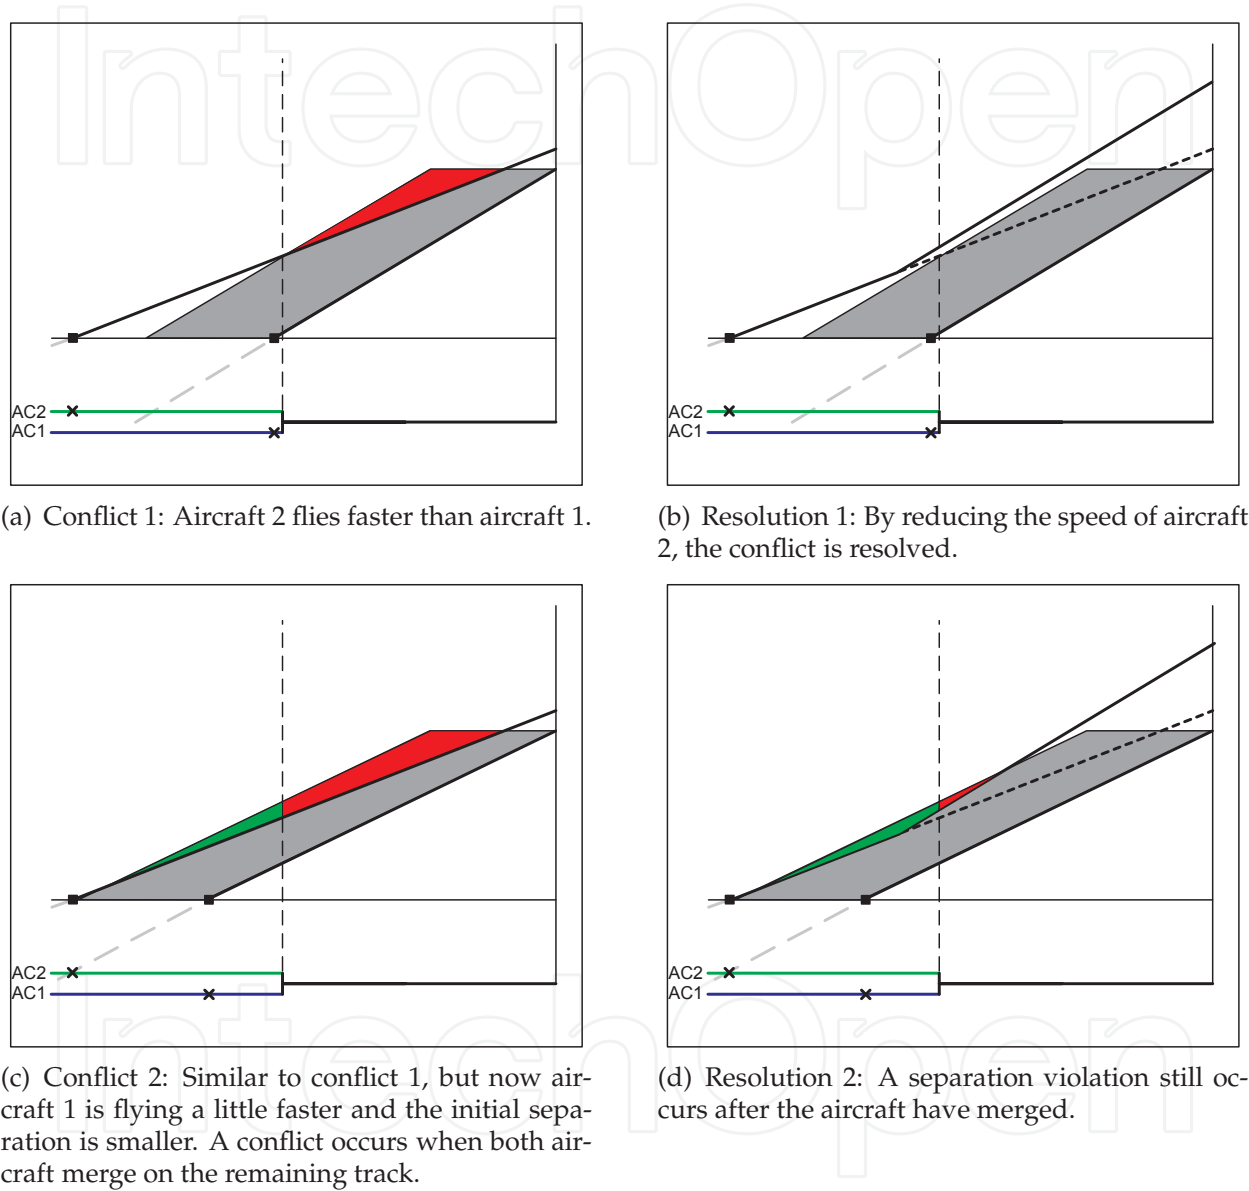 IntechOpen
AC2
AC1
AC2
AC1
(a) Conflict 1: Aircraft 2 flies faster than aircraft 1.
(b) Resolution 1: By reducing the speed of aircraft
2, the conflict is resolved.
AC2
AC1
AC2
AC1
IntechOpen
(c) Conflict 2: Similar to conflict 1, but now air-
craft 1 is flying a little faster and the initial sepa-
ration is smaller. A conflict occurs when both air-
craft merge on the remaining track.
(d) Resolution 2: A separation violation still oc-
curs after the aircraft have merged.